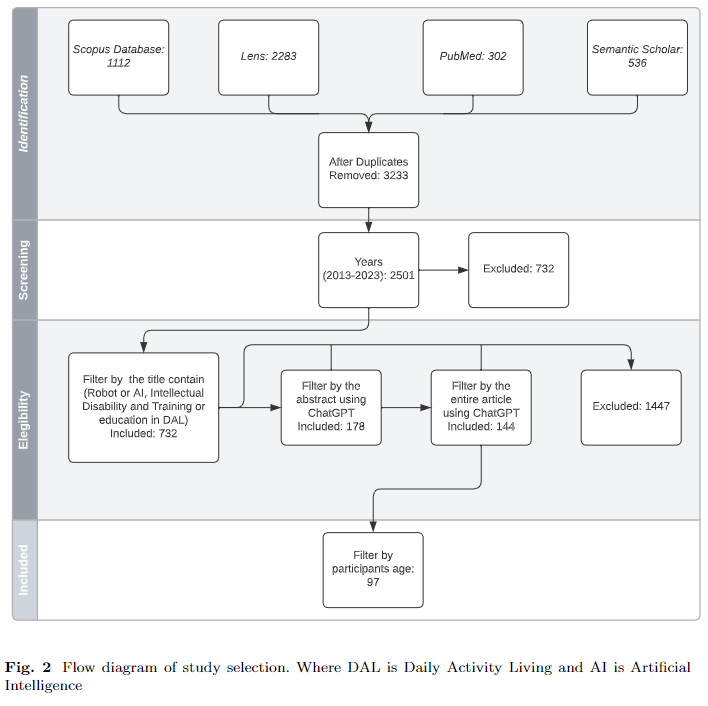 Identification
Scopus Database:
1112
Lens: 2283
PubMed: 302
Semantic Scholar:
536
After Duplicates
Removed: 3233
Screening
Years
(2013-2023): 2501
Excluded: 732
Elegibility
Filter by the title contain
(Robot or AI, Intellectual
Disability and Training or
education in DAL)
Included: 732
Filter by the
abstract using
ChatGPT
Included: 178
Filter by the
entire article
using ChatGPT
Included: 144
Excluded: 1447
Included
Filter by
participants age:
97
Fig. 2 Flow diagram of study selection. Where DAL is Daily Activity Living and AI is Artificial
Intelligence